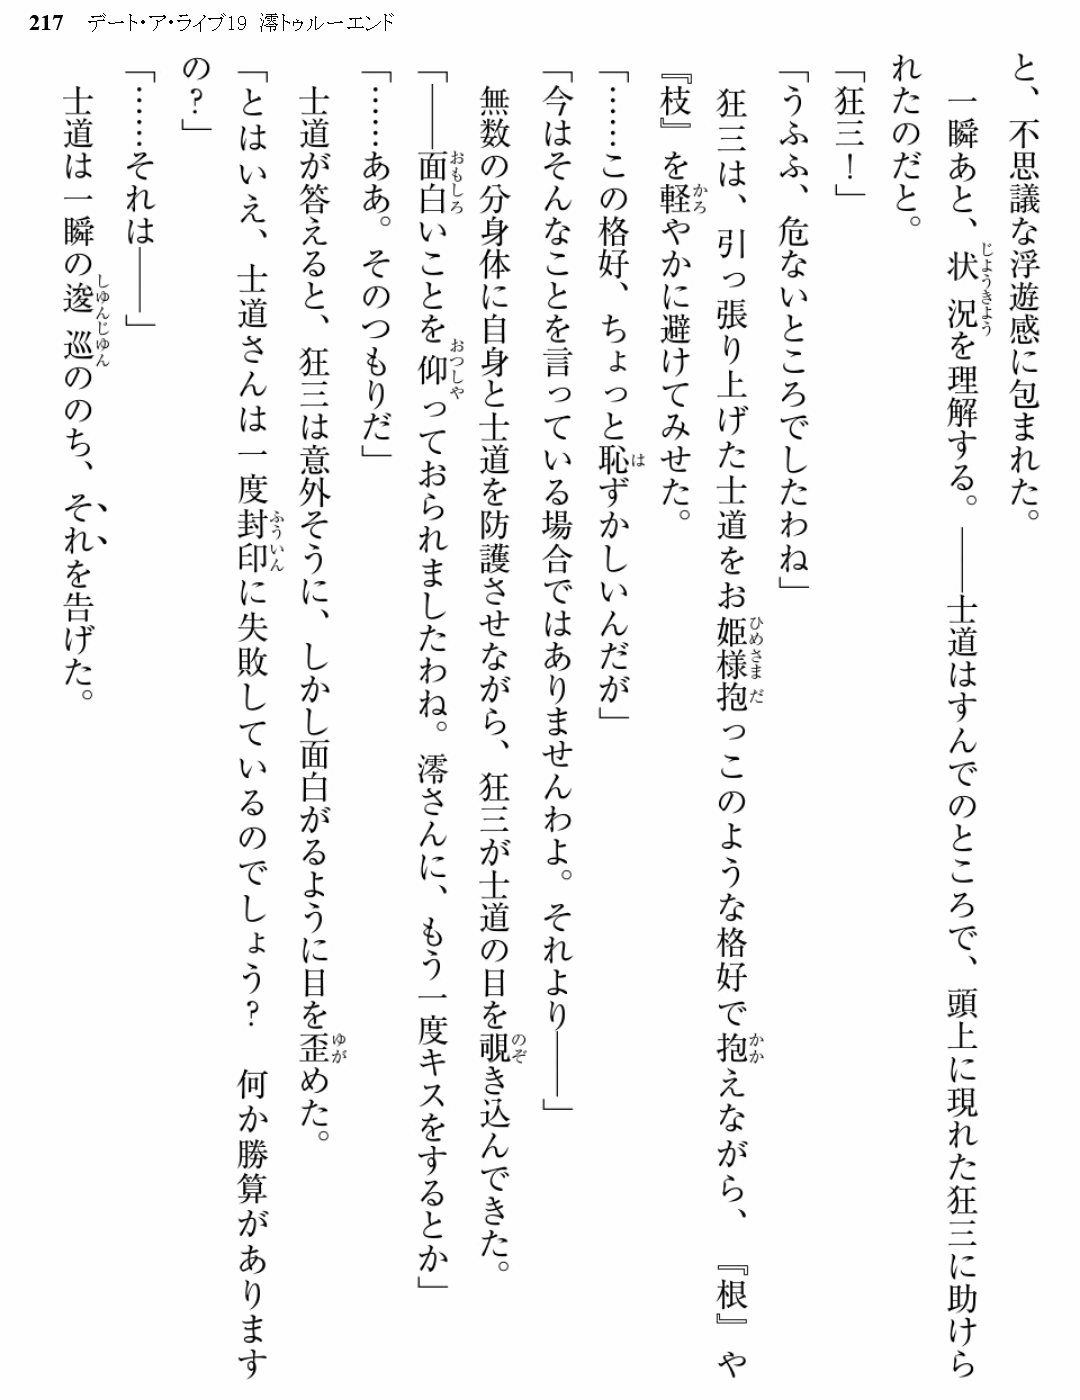 217 デート・ア・ライブ19 澪トゥルーエンド
と、不思議な浮遊感に包まれた。
一瞬あと、状況を理解する。――士道はすんでのところで、頭上に現れた狂三に助けら
れたのだと。
「狂三！」
「うふふ、危ないところでしたわね」
狂三は、引っ張り上げた士道をお姫様抱っこのような格好で抱えながら、『根』や
『枝』を軽やかに避けてみせた。
「……この格好、ちょっと恥ずかしいんだが」
「今はそんなことを言っている場合ではありませんわよ。それより――」
無数の分身体に自身と士道を防護させながら、狂三が士道の目を覗き込んできた。
「――面白いことを仰っておられましたわね。澪さんに、もう一度キスをするとか」
「……ああ。そのつもりだ」
士道が答えると、狂三は意外そうに、しかし面白がるように目を歪めた。
「とはいえ、士道さんは一度封印に失敗しているのでしょう？　何か勝算があります
の？」
「……それは――」
士道は一瞬の逡巡ののち、それを告げた。